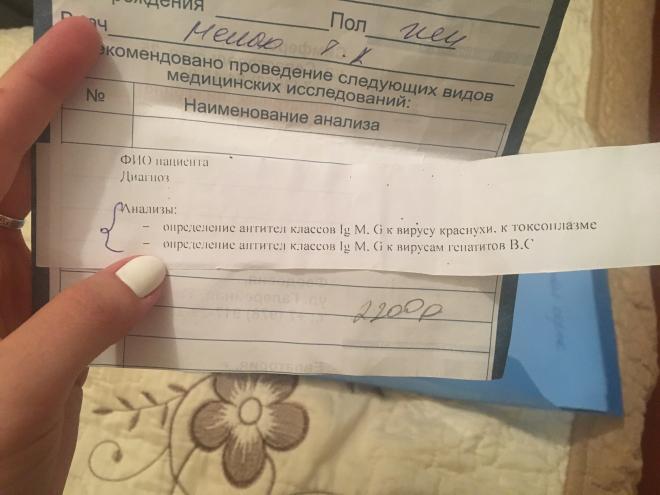 рождения Пол жен
Врач
Рекомендовано проведение следующих видов
медицинских исследований:
№ Наименование анализа
ФИО пациента
Диагноз
Анализы:
– определение антител классов Ig M, G к вирусу краснухи, к токсоплазме
– определение антител классов Ig M, G к вирусам гепатитов В,С
2200р